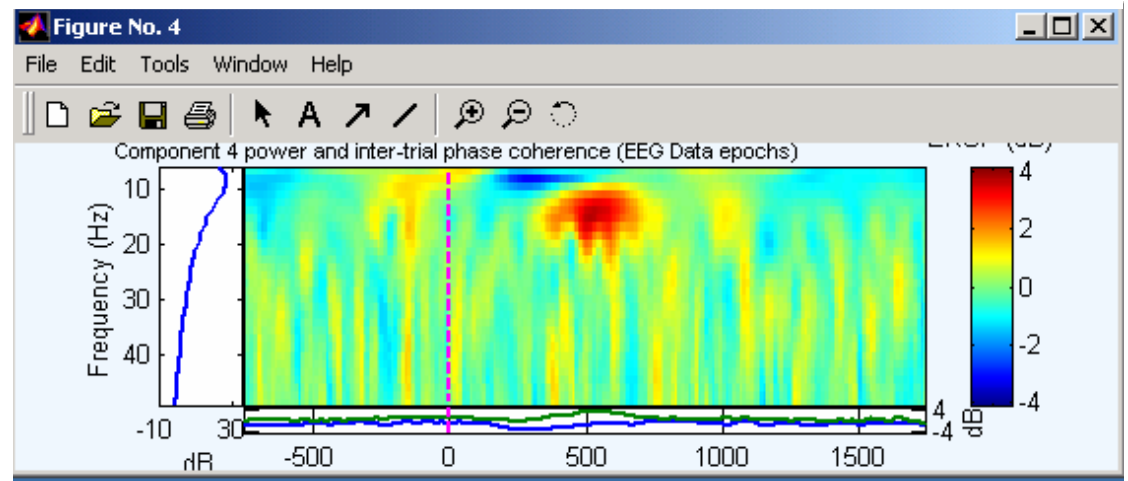 Figure No. 4
File Edit Tools Window Help
A
Component 4 power and inter-trial phase coherence (EEG Data epochs)
Frequency (Hz)
10
20
30
40
4
2
0
-2
-4
-10 30
4
-4
dB
dB
-500 0 500 1000 1500